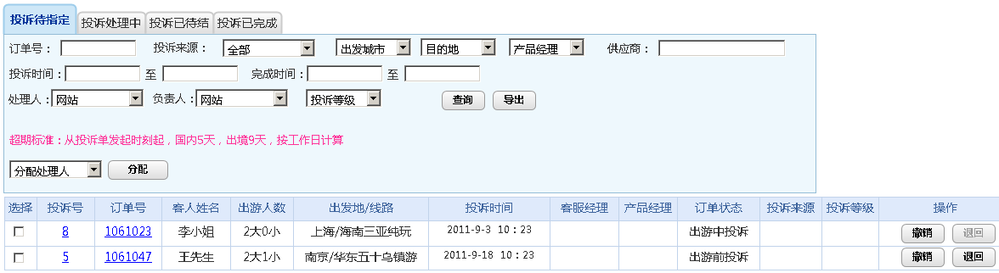 投诉待指定 投诉处理中 投诉已待结 投诉已完成
订单号： 投诉来源： 全部 出发城市 目的地 产品经理 供应商：
投诉时间： 至 完成时间： 至
处理人： 网站 负责人： 网站 投诉等级 查询 导出
超期标准：从投诉单发起时刻起，国内5天，出境9天，按工作日计算
分配处理人 分配
选择 投诉号 订单号 客人姓名 出游人数 出发地/线路 投诉时间 客服经理 产品经理 订单状态 投诉来源 投诉等级 操作
8 1061023 李小姐 2大0小 上海/海南三亚纯玩 2011-9-3 10：23 出游中投诉 撤销 退回
5 1061047 王先生 2大1小 南京/华东五十乌镇游 2011-9-18 10：23 出游前投诉 撤销 退回